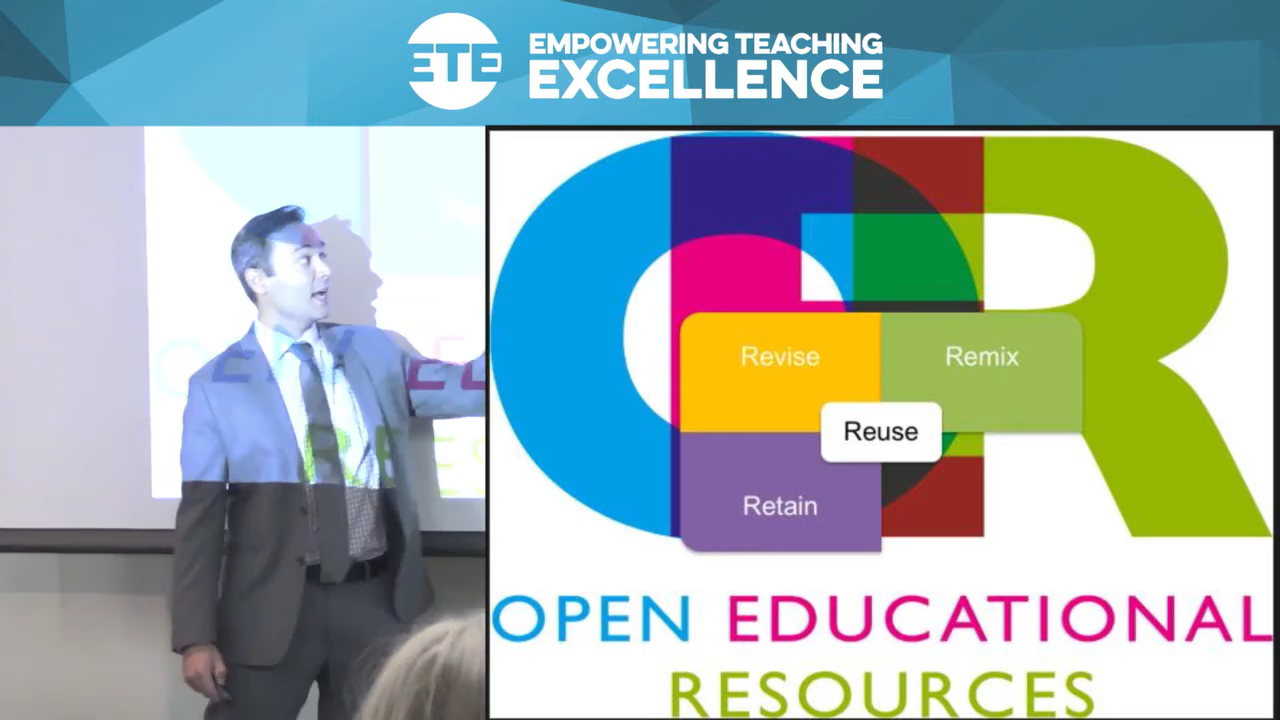 ETE
EMPOWERING TEACHING
EXCELLENCE
OER
Revise
Remix
Reuse
Retain
OPEN EDUCATIONAL
RESOURCES